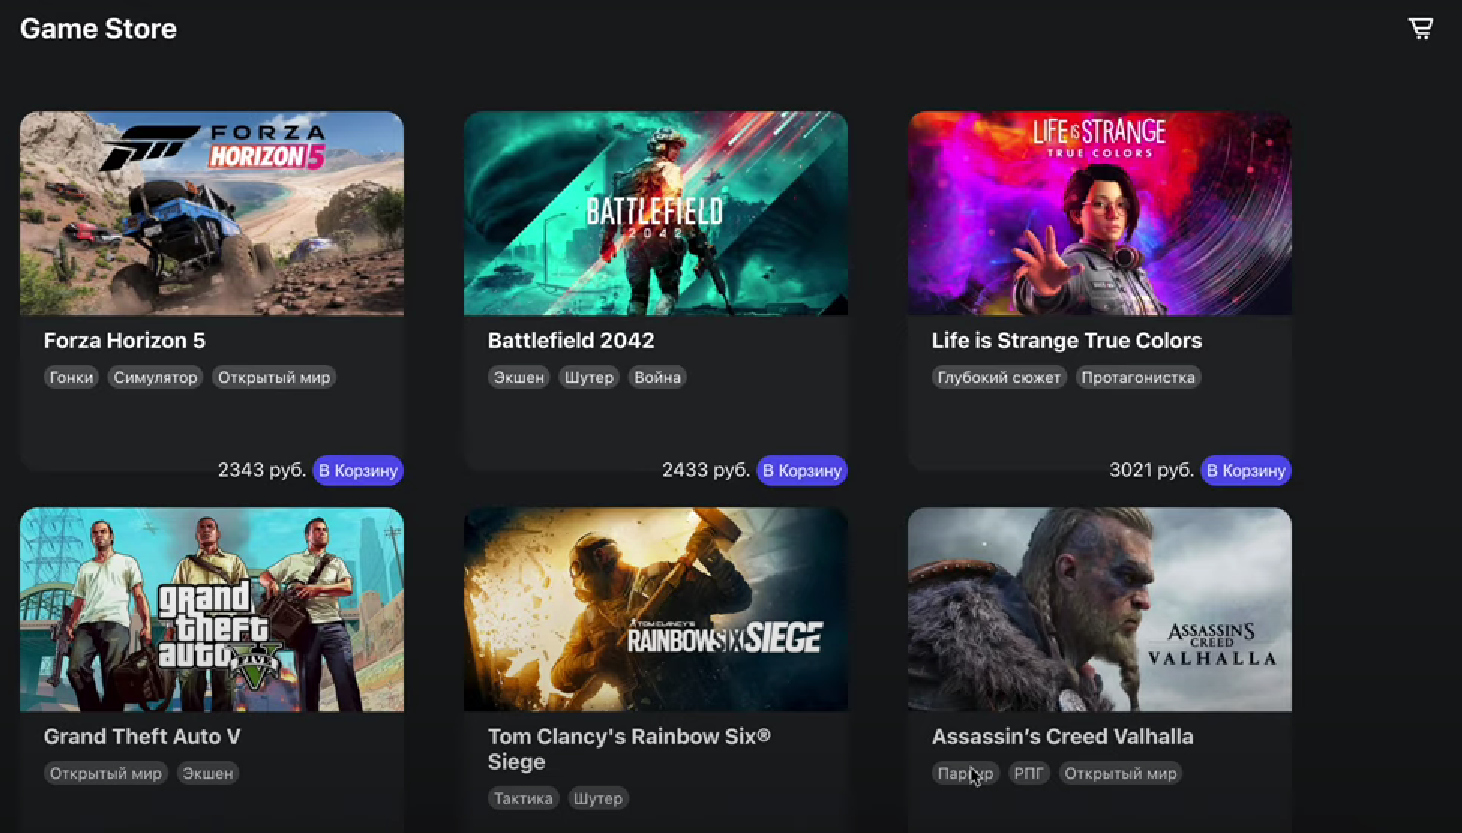 Game Store
FORZA
HORIZON 5
BATTLEFIELD
2042
LIFE IS STRANGE
TRUE COLORS
Forza Horizon 5
Гонки Симулятор Открытый мир
2343 руб. В Корзину
Battlefield 2042
Экшен Шутер Война
2433 руб. В Корзину
Life is Strange True Colors
Глубокий сюжет Протагонистка
3021 руб. В Корзину
grand
theft
auto
FIVE
TOM CLANCY'S
RAINBOW SIX SIEGE
ASSASSIN'S
CREED
VALHALLA
Grand Theft Auto V
Открытый мир Экшен
Tom Clancy's Rainbow Six®
Siege
Тактика Шутер
Assassin's Creed Valhalla
РПГ Открытый мир